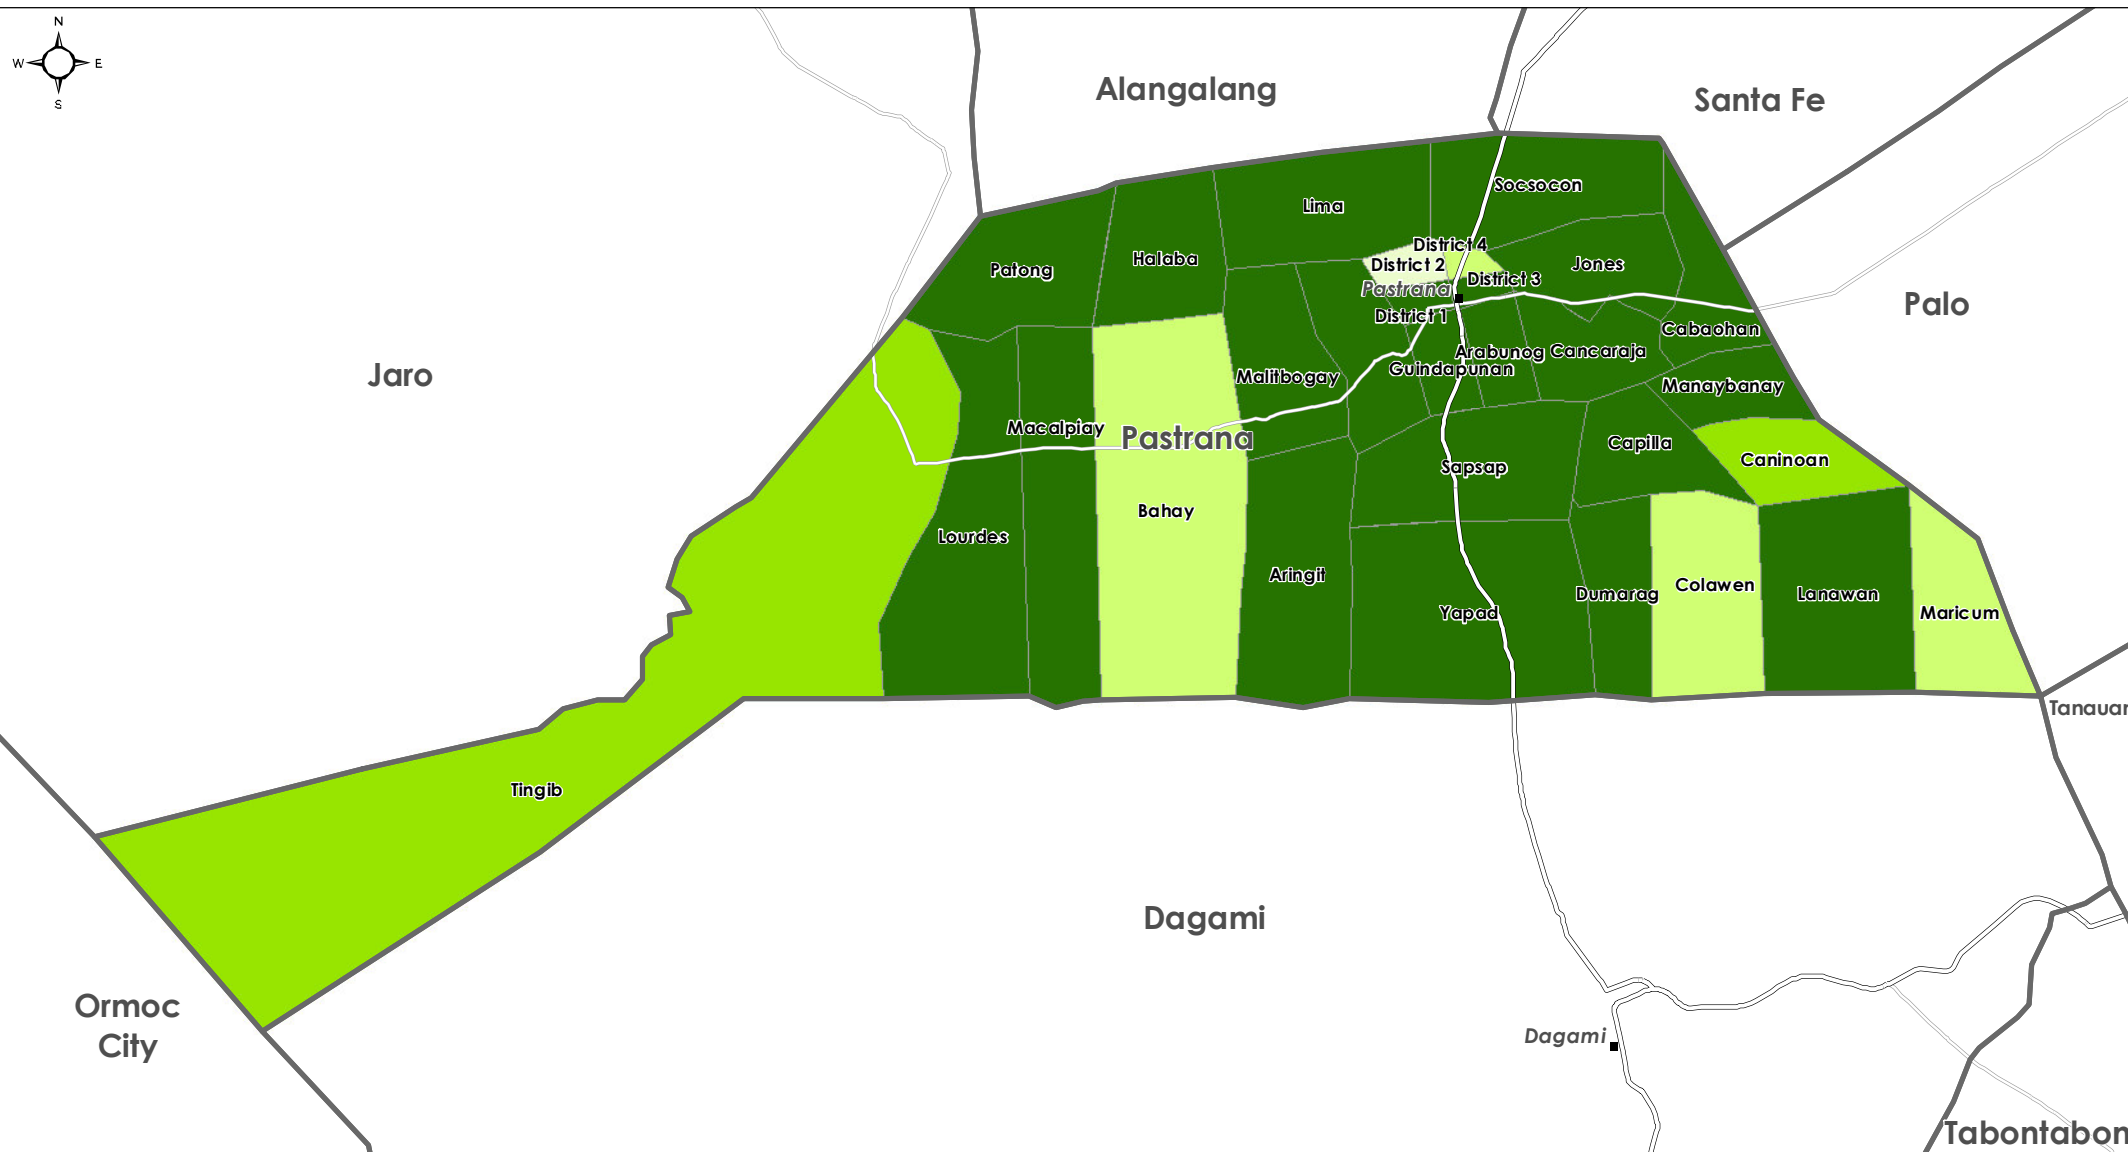 N
W E
S
Alangalang
Santa Fe
Socsocon
Lima
District 4
Halaba
District 2
Jones
Patong
District 3
Pastrana
Palo
District 1
Cabaohan
Arabunog
Cancaraja
Guindapunan
Jaro
Malitbogay
Manaybanay
Macalpiay
Pastrana
Capilla
Caninoan
Sapsap
Bahay
Lourdes
Aringit
Colawen
Dumarag
Lanawan
Yapad
Maricum
Tanauan
Tingib
Dagami
Ormoc
City
Dagami
Tabontabon